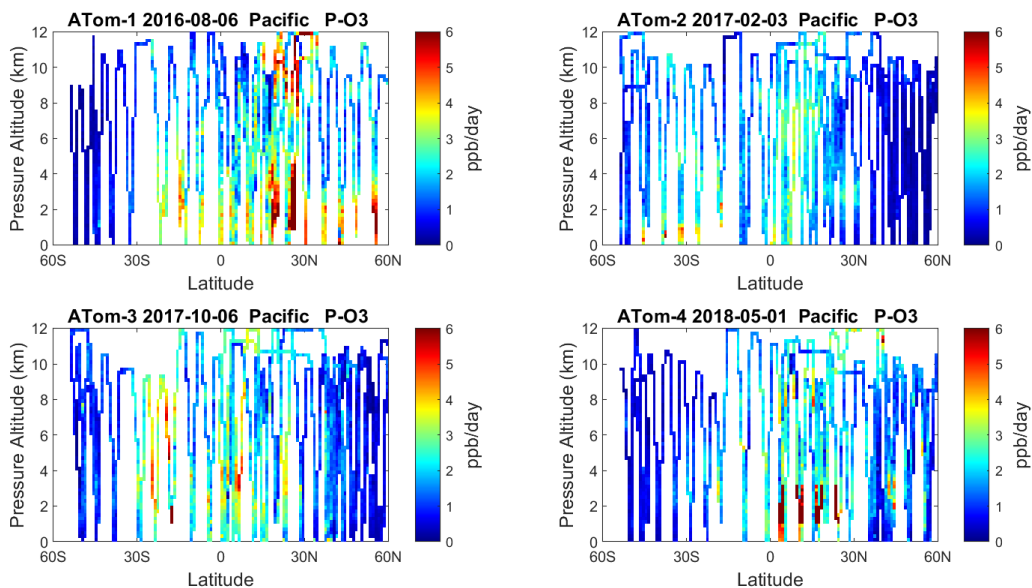 ATom-1 2016-08-06 Pacific P-O3
12
10
8
6
4
2
0
Pressure Altitude (km)
60S 30S 0 30N 60N
Latitude
6
5
4
3
2
1
0
ppb/day
ATom-2 2017-02-03 Pacific P-O3
12
10
8
6
4
2
0
Pressure Altitude (km)
60S 30S 0 30N 60N
Latitude
6
5
4
3
2
1
0
ppb/day
ATom-3 2017-10-06 Pacific P-O3
12
10
8
6
4
2
0
Pressure Altitude (km)
60S 30S 0 30N 60N
Latitude
6
5
4
3
2
1
0
ppb/day
ATom-4 2018-05-01 Pacific P-O3
12
10
8
6
4
2
0
Pressure Altitude (km)
60S 30S 0 30N 60N
Latitude
6
5
4
3
2
1
0
ppb/day